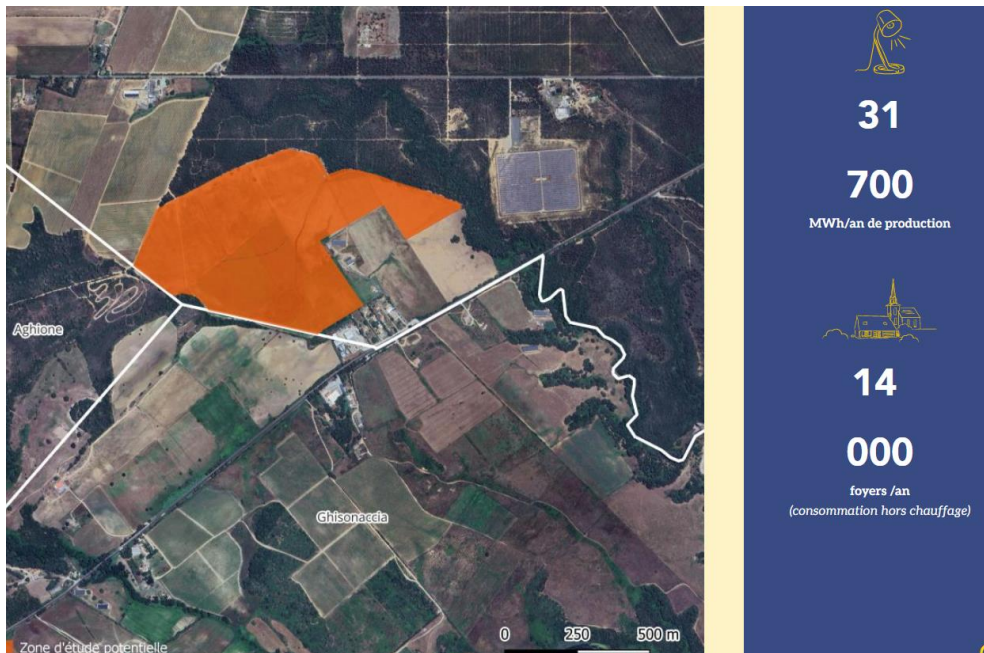 Aghione
Ghisonaccia
0 250 500 m
Zone d'étude potentielle
31
700
MWh/an de production
14
000
foyers /an
(consommation hors chauffage)